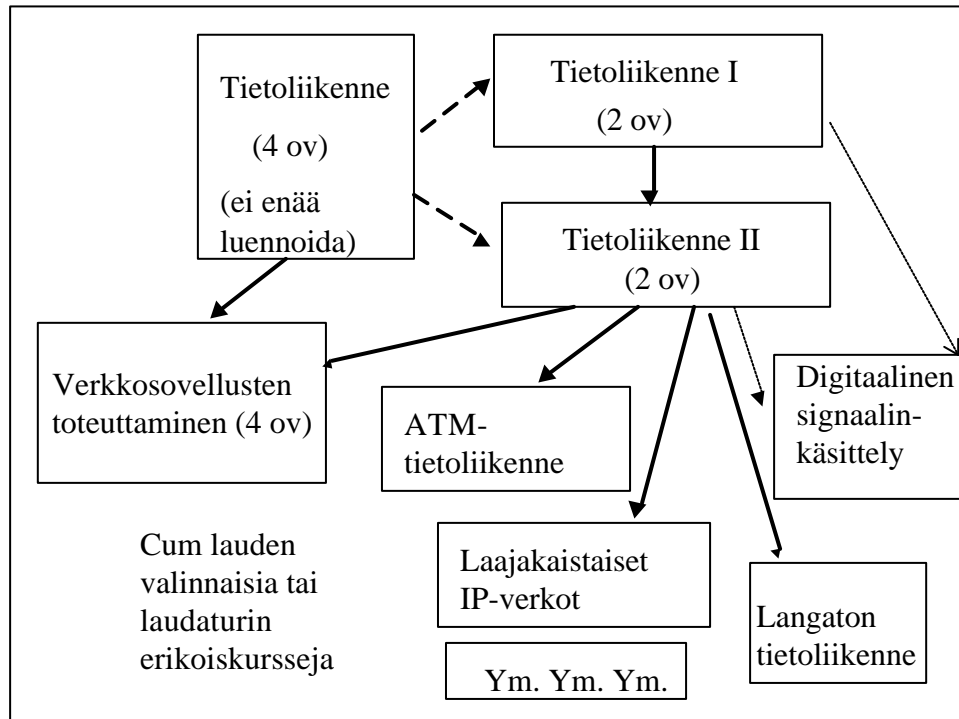 Tietoliikenne
(4 ov)
(ei enää
luennoida)
Tietoliikenne I
(2 ov)
Tietoliikenne II
(2 ov)
Verkkosovellusten
toteuttaminen (4 ov)
ATM-
tietoliikenne
Digitaalinen
signaalin-
käsittely
Cum lauden
valinnaisia tai
laudaturin
erikoiskursseja
Laajakaistaiset
IP-verkot
Langaton
tietoliikenne
Ym. Ym. Ym.